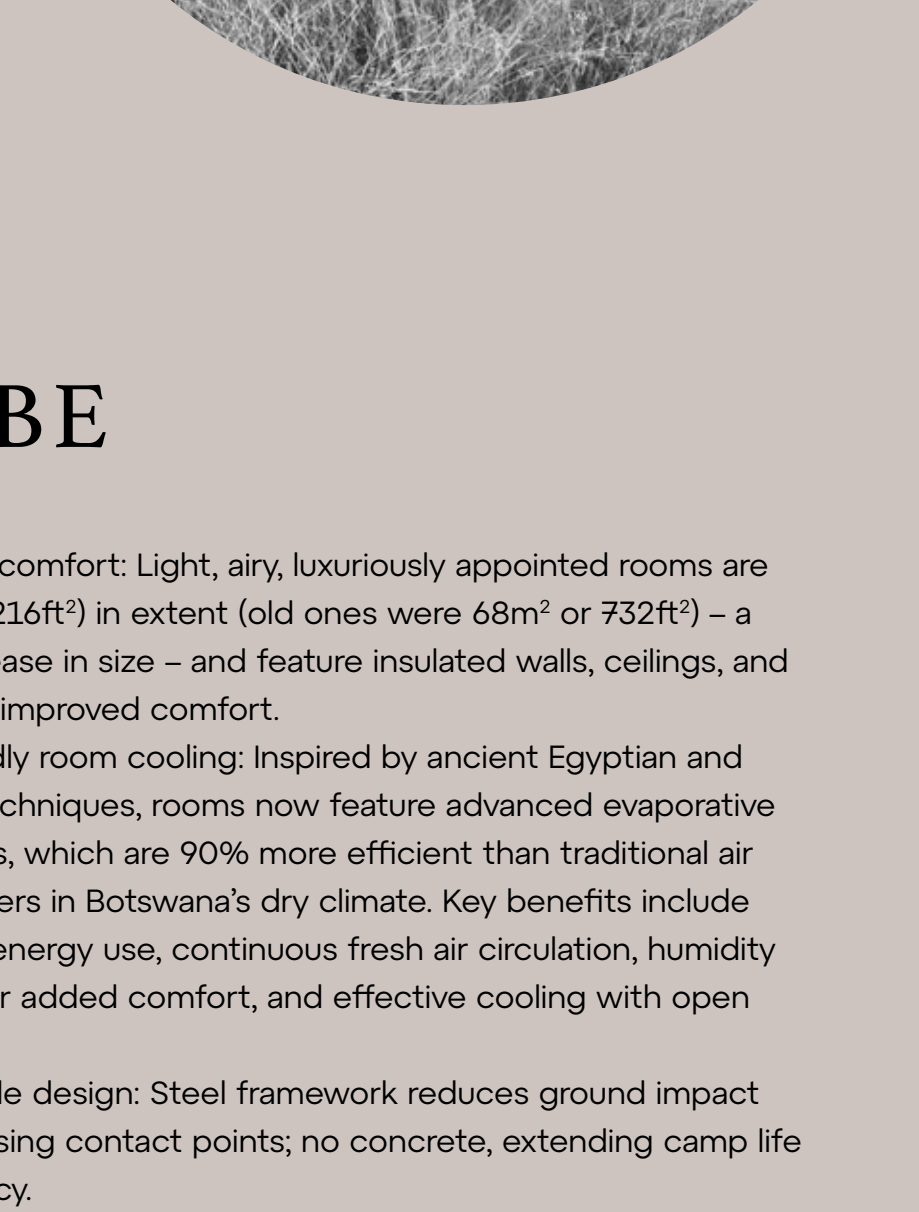 BE
comfort: Light, airy, luxuriously appointed rooms are
216ft²) in extent (old ones were 68m² or 732ft²) – a
ease in size – and feature insulated walls, ceilings, and
improved comfort.
dly room cooling: Inspired by ancient Egyptian and
chniques, rooms now feature advanced evaporative
s, which are 90% more efficient than traditional air
ers in Botswana’s dry climate. Key benefits include
energy use, continuous fresh air circulation, humidity
r added comfort, and effective cooling with open
le design: Steel framework reduces ground impact
sing contact points; no concrete, extending camp life
cy.